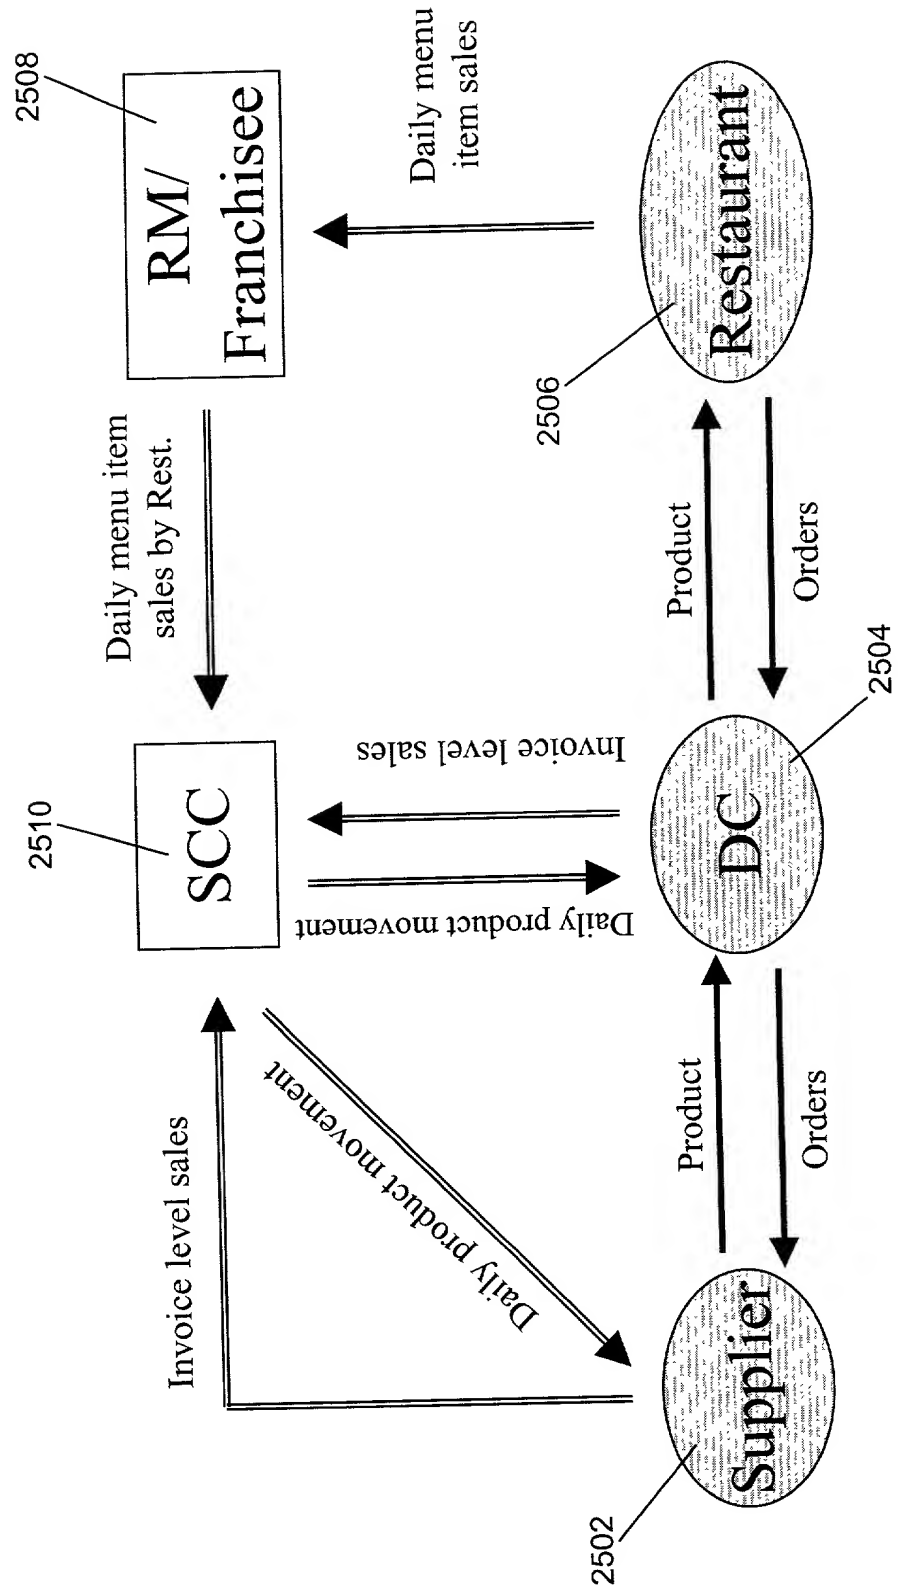 2510
2508
Invoice level sales
Daily menu item
sales by Rest.
SCC
RM/
Franchisee
Daily product movement
Daily product movement
Invoice level sales
Daily menu
item sales
2506
Product
Product
Supplier
DC
Restaurant
Orders
Orders
2502
2504